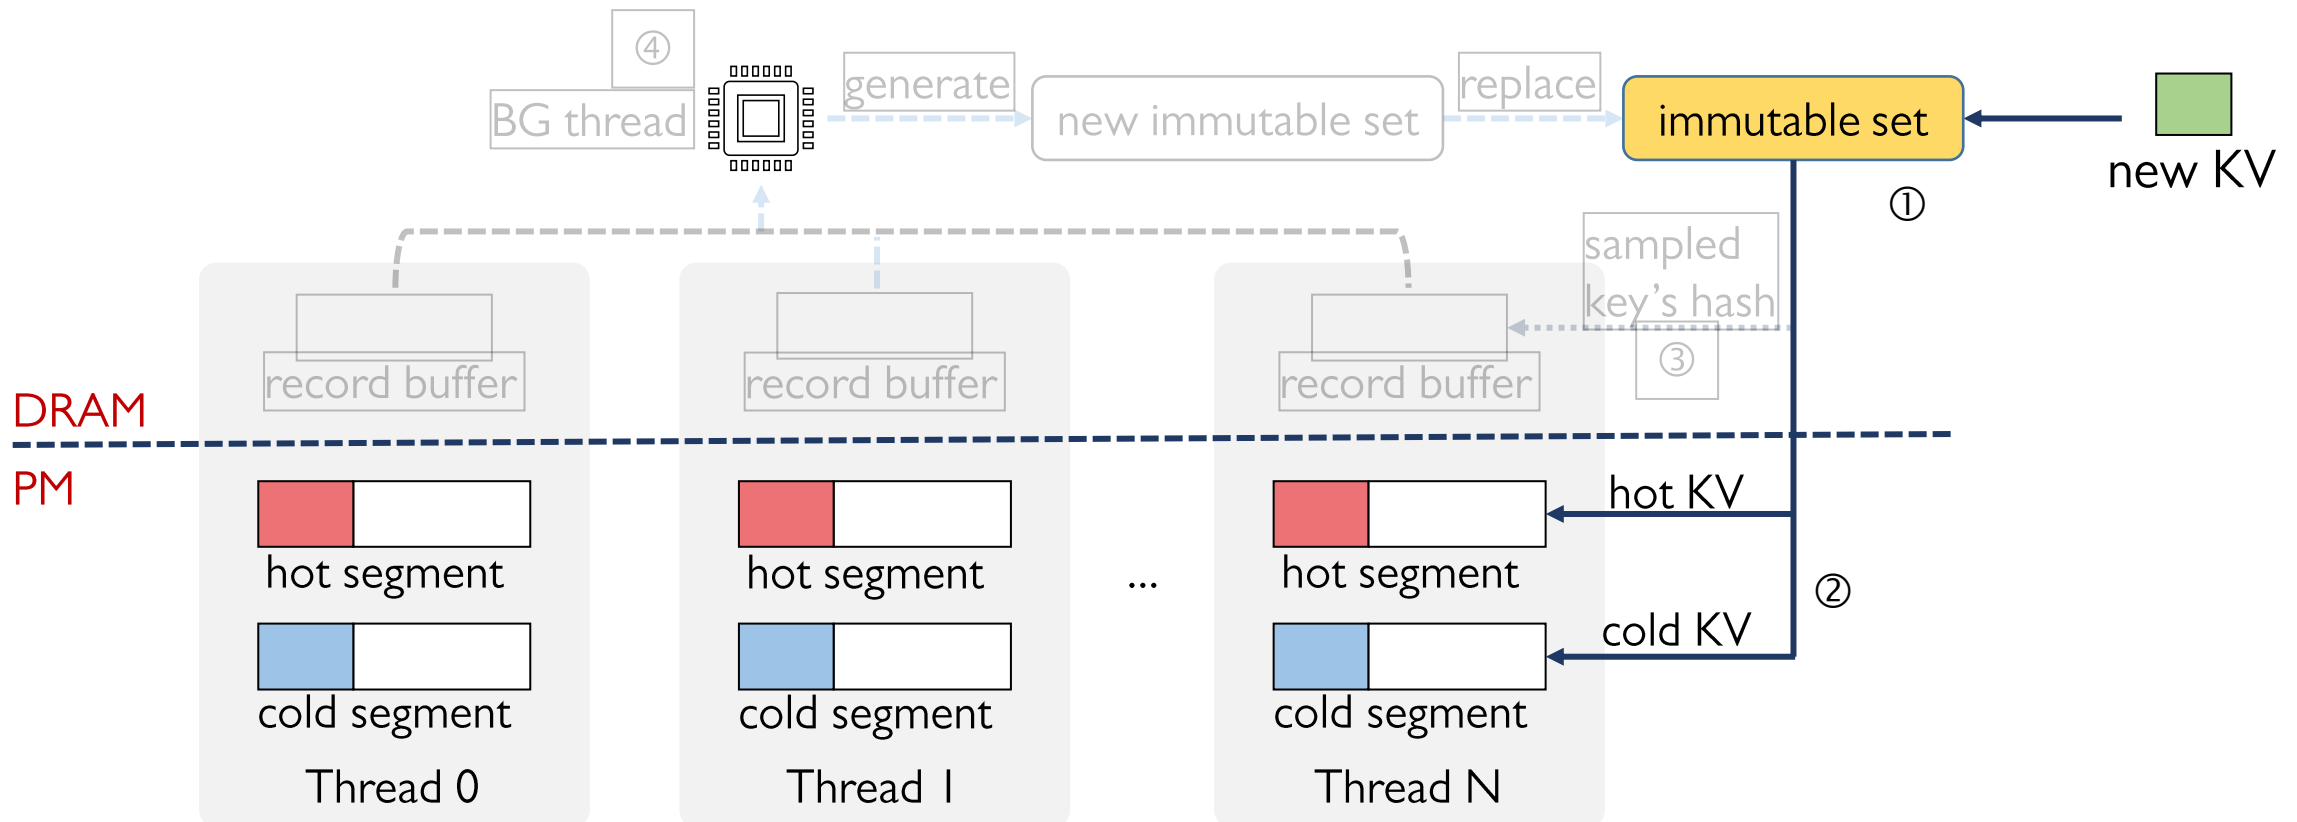 ④
BG thread
generate
new immutable set
replace
immutable set
new KV
①
sampled
key's hash
③
record buffer
record buffer
record buffer
DRAM
PM
hot KV
hot segment
hot segment
...
hot segment
②
cold KV
cold segment
cold segment
cold segment
Thread 0
Thread 1
Thread N